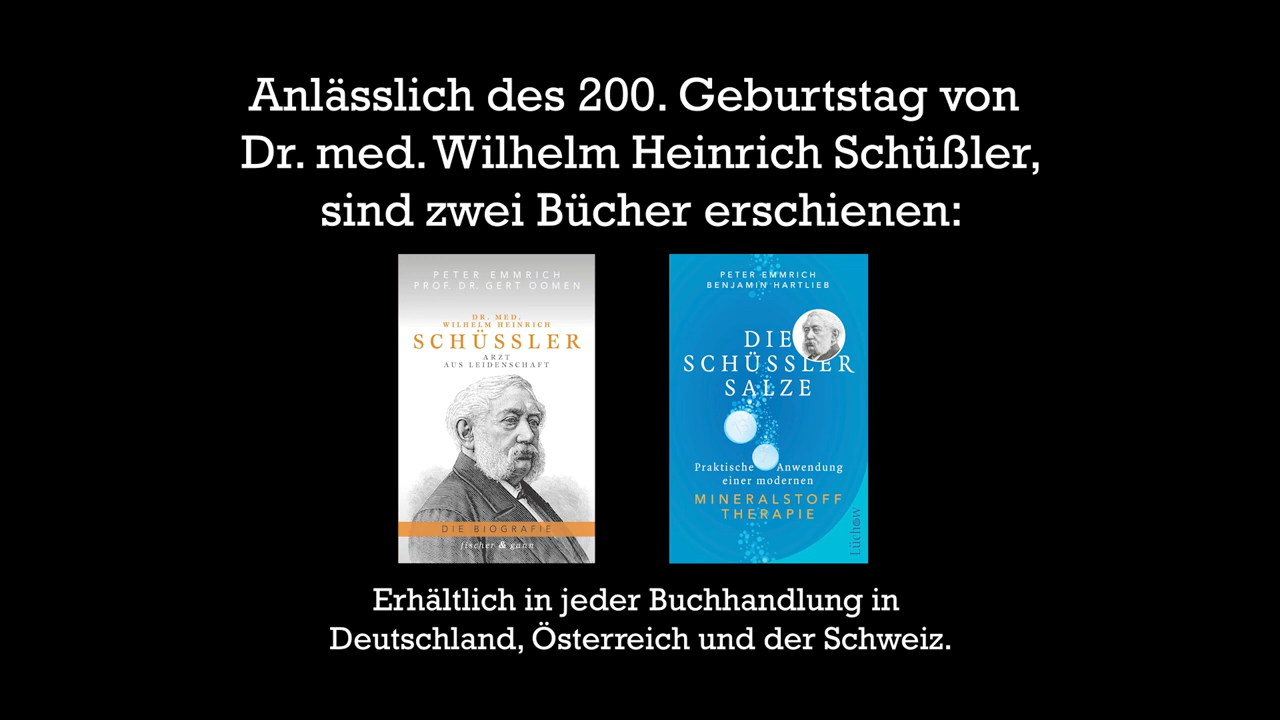 Anlässlich des 200. Geburtstag von
Dr. med. Wilhelm Heinrich Schüßler,
sind zwei Bücher erschienen:
PETER EMMRICH
PROF. DR. GERT OOMEN
DR. MED.
WILHELM HEINRICH
SCHÜSSLER
ARZT
AUS LEIDENSCHAFT
DIE BIOGRAFIE
fischer & gann
PETER EMMRICH
BENJAMIN HARTLIEB
DIE
SCHÜSSLER
SALZE
Praktische Anwendung
einer modernen
MINERALSTOFF
THERAPIE
Lüchow
Erhältlich in jeder Buchhandlung in
Deutschland, Österreich und der Schweiz.